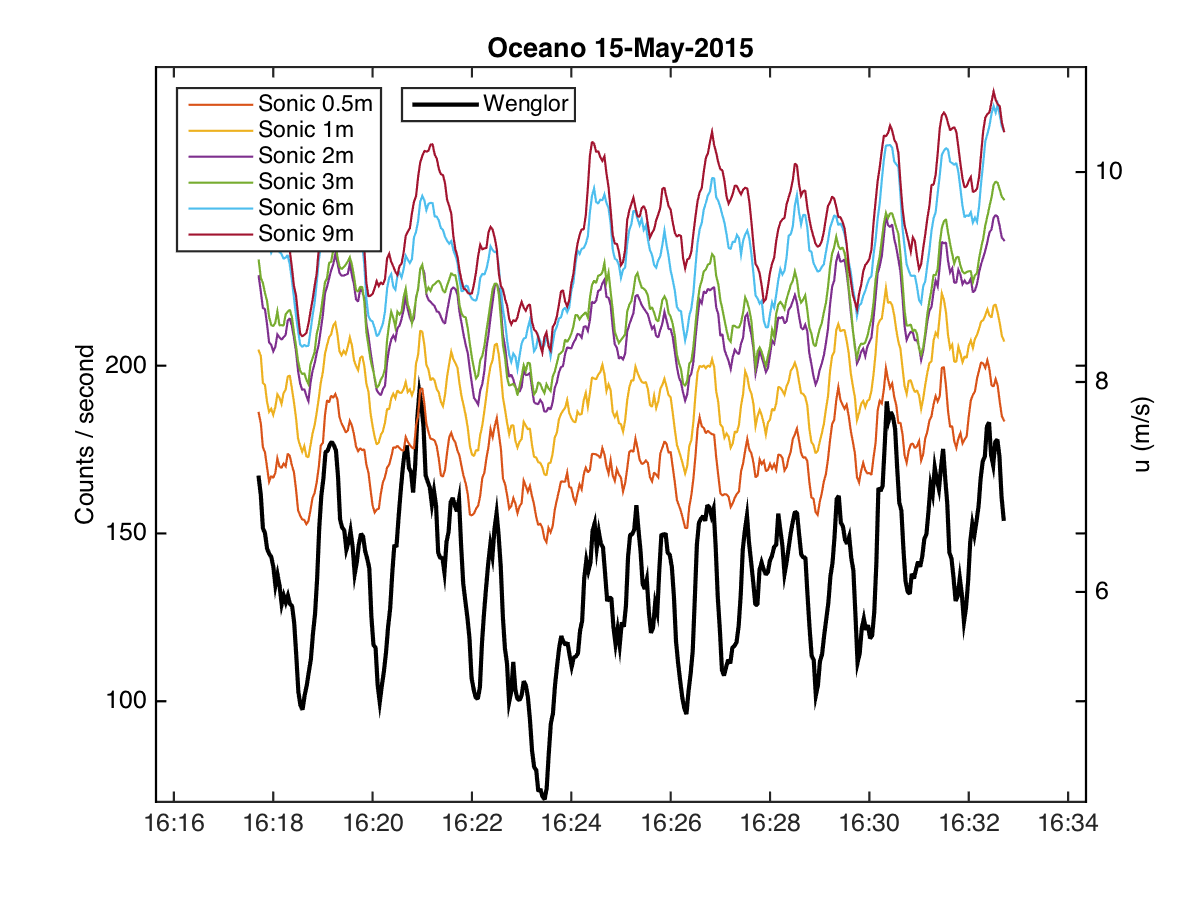 Oceano 15-May-2015
Sonic 0.5m
Sonic 1m
Sonic 2m
Sonic 3m
Sonic 6m
Sonic 9m
Wenglor
Counts / second
200
150
100
10
8
6
u (m/s)
16:16 16:18 16:20 16:22 16:24 16:26 16:28 16:30 16:32 16:34